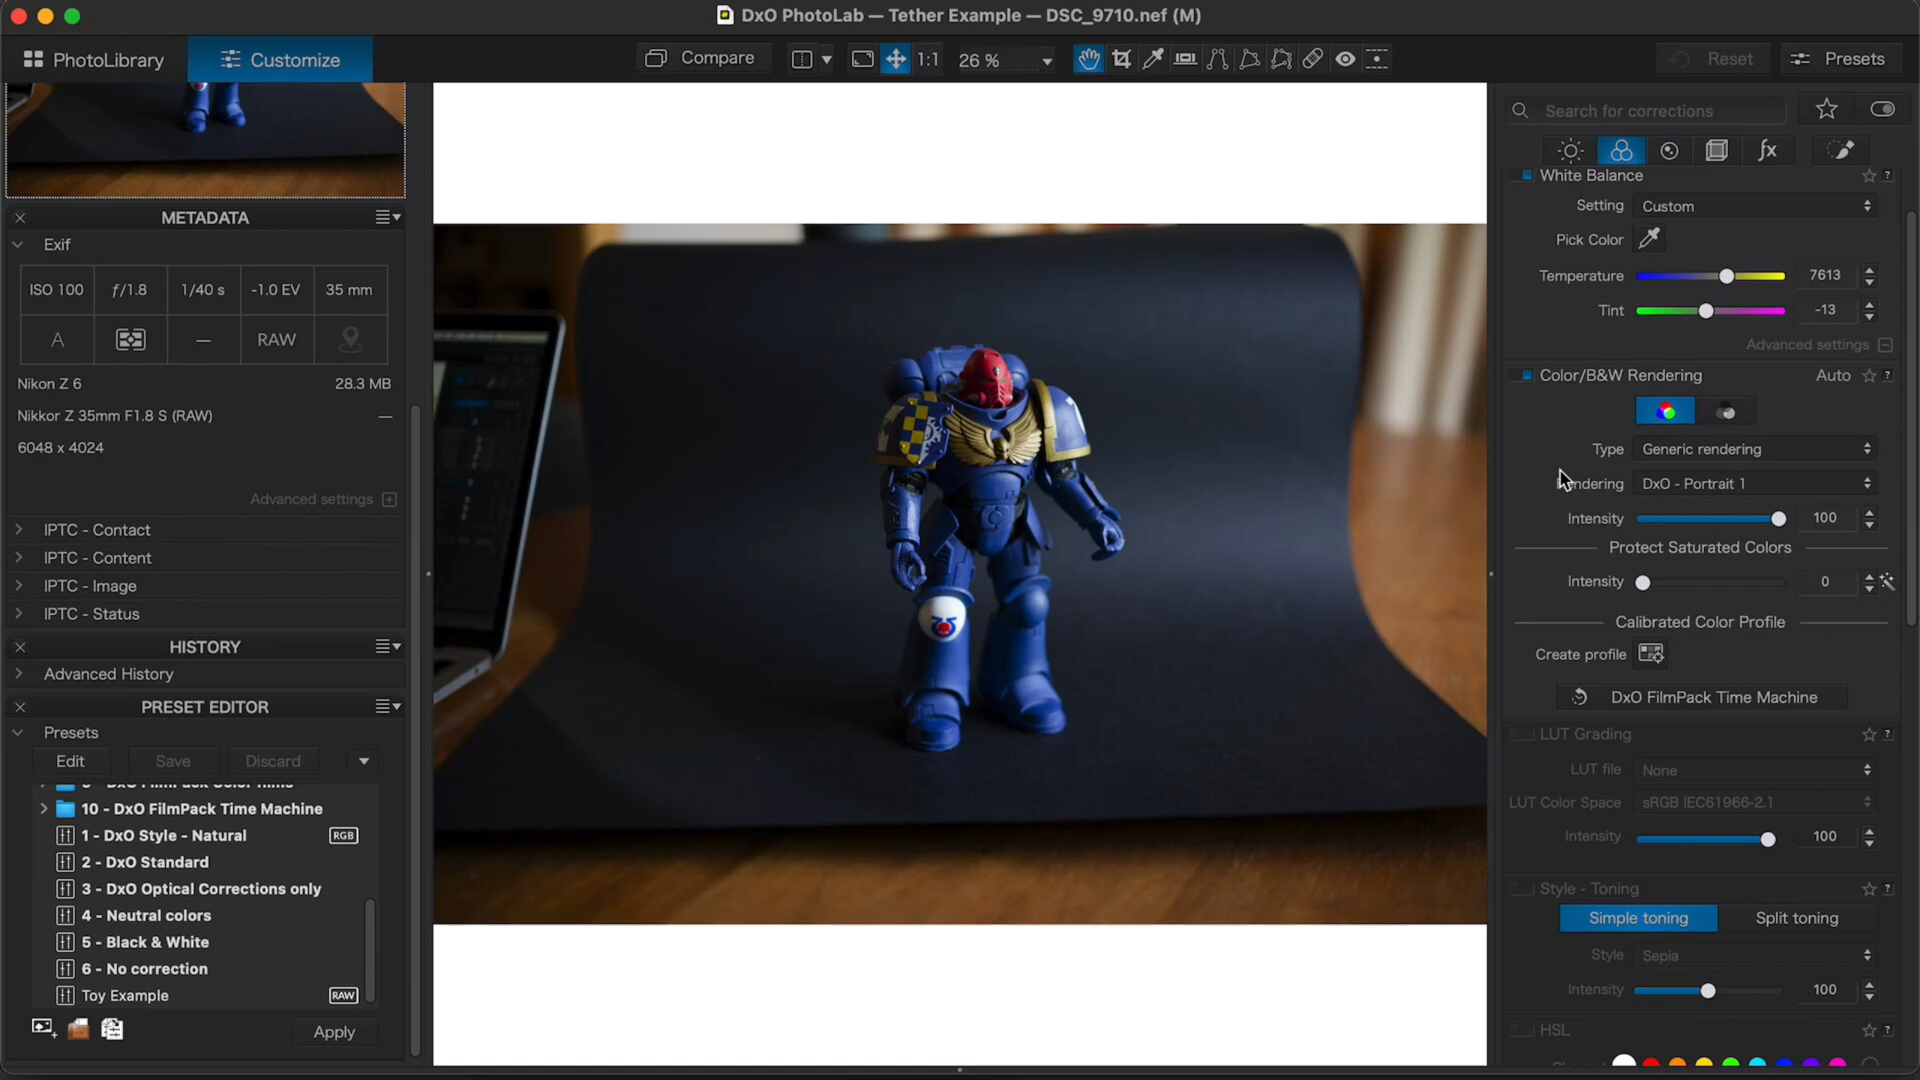 DxO PhotoLab — Tether Example — DSC_9710.nef (M)
PhotoLibrary
Customize
Compare
1:1
26 %
Reset
Presets
METADATA
Exif
ISO 100
ƒ/1.8
1/40 s
-1.0 EV
35 mm
A
—
RAW
Nikon Z 6
28.3 MB
Nikkor Z 35mm F1.8 S (RAW)
—
6048 x 4024
Advanced settings
IPTC - Contact
IPTC - Content
IPTC - Image
IPTC - Status
HISTORY
Advanced History
PRESET EDITOR
Presets
Edit
Save
Discard
10 - DxO FilmPack Time Machine
1 - DxO Style - Natural
RGB
2 - DxO Standard
3 - DxO Optical Corrections only
4 - Neutral colors
5 - Black & White
6 - No correction
Toy Example
RAW
Apply
Search for corrections
fx
White Balance
?
Setting
Custom
Pick Color
Temperature
7613
Tint
-13
Advanced settings
Color/B&W Rendering
Auto
?
Type
Generic rendering
Rendering
DxO - Portrait 1
Intensity
100
Protect Saturated Colors
Intensity
0
Calibrated Color Profile
Create profile
DxO FilmPack Time Machine
LUT Grading
?
LUT file
None
LUT Color Space
sRGB IEC61966-2.1
Intensity
100
Style - Toning
?
Simple toning
Split toning
Style
Sepia
Intensity
100
HSL
?